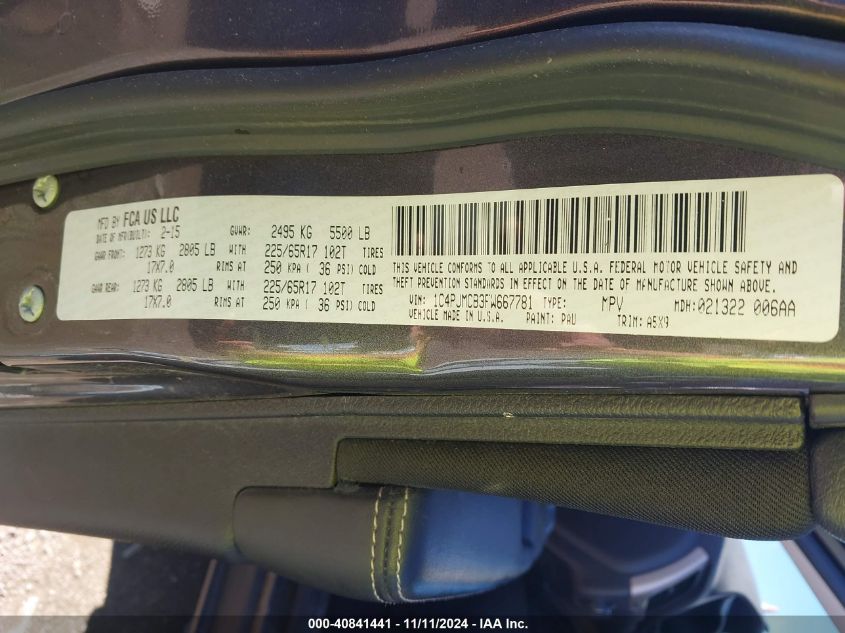 MFD BY FCA US LLC
DATE OF MFD(BUILT): 2-15 GVWR: 2495 KG 5500 LB
GAWR FRONT: 1273 KG 2805 LB WITH 225/65R17 102T TIRES
17X7.0 RIMS AT 250 KPA ( 36 PSI) COLD
GAWR REAR: 1273 KG 2805 LB WITH 225/65R17 102T TIRES
17X7.0 RIMS AT 250 KPA ( 36 PSI) COLD
THIS VEHICLE CONFORMS TO ALL APPLICABLE U.S.A. FEDERAL MOTOR VEHICLE SAFETY AND
THEFT PREVENTION STANDARDS IN EFFECT ON THE DATE OF MANUFACTURE SHOWN ABOVE.
VIN: 1C4PJMCB3FW667781 TYPE: MPV MDH:021322 006AA
VEHICLE MADE IN U.S.A. PAINT: PAU TRIM: A5X9
000-40841441 - 11/11/2024 - IAA Inc.